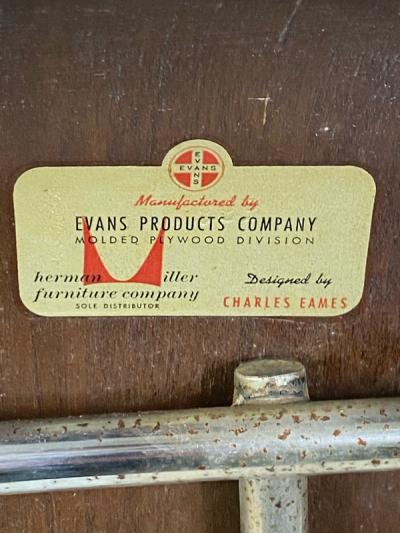 EVANS
EVANS
Manufactured by
EVANS PRODUCTS COMPANY
MOLDED PLYWOOD DIVISION
herman miller
furniture company
SOLE DISTRIBUTOR
Designed by
CHARLES EAMES